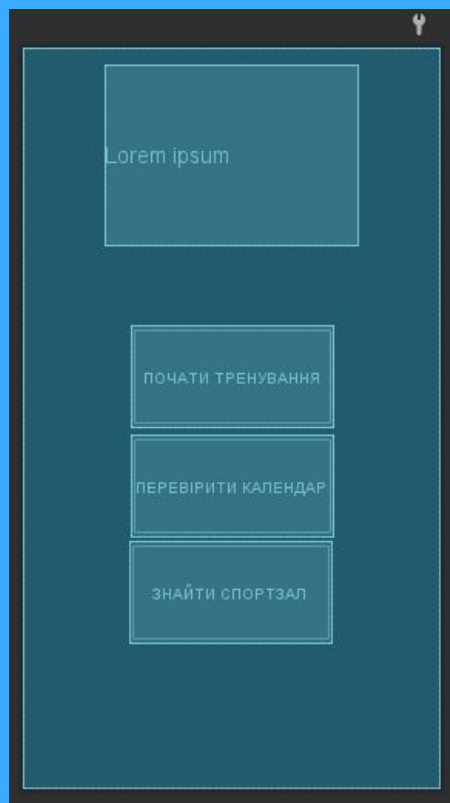 Lorem ipsum
ПОЧАТИ ТРЕНУВАННЯ
ПЕРЕВІРИТИ КАЛЕНДАР
ЗНАЙТИ СПОРТЗАЛ